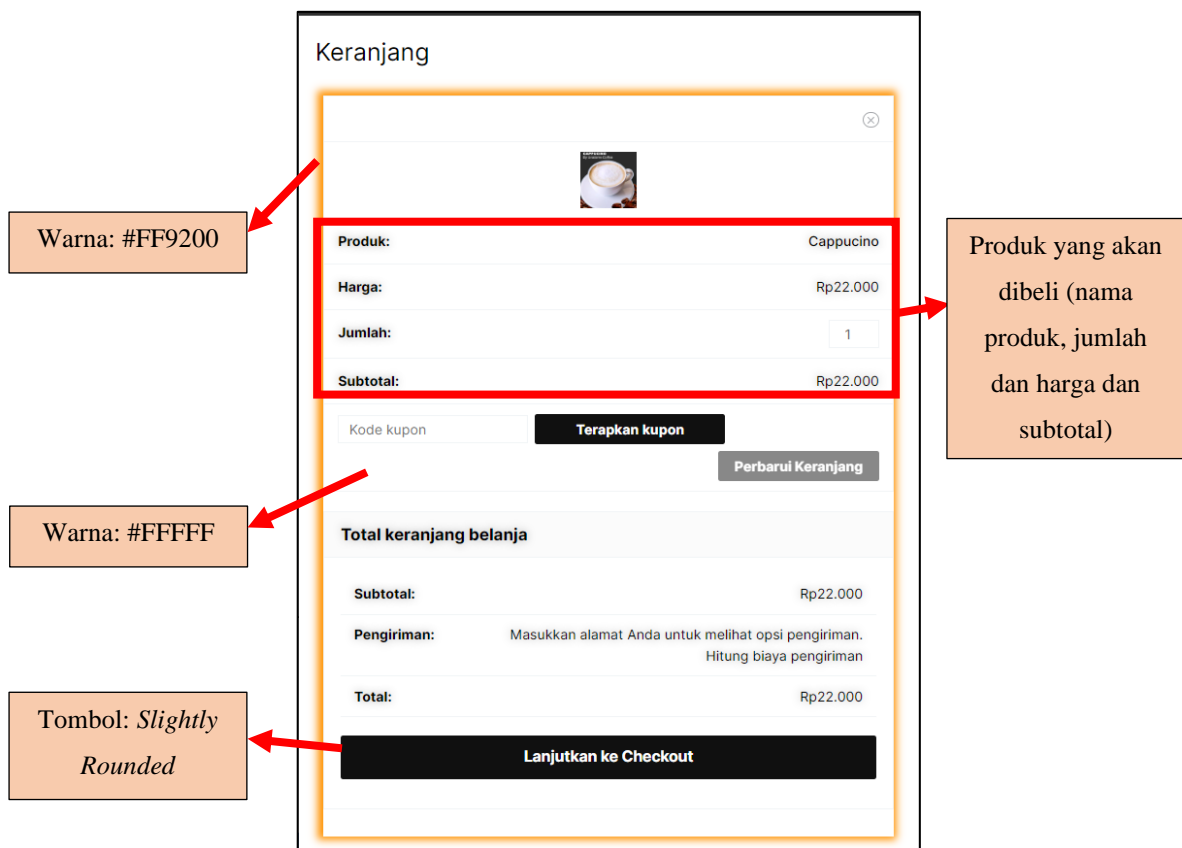 Keranjang
CAPPUCINO
Produk: Cappucino
Harga: Rp22.000
Jumlah: 1
Subtotal: Rp22.000
Kode kupon Terapkan kupon
Perbarui Keranjang
Total keranjang belanja
Subtotal: Rp22.000
Pengiriman: Masukkan alamat Anda untuk melihat opsi pengiriman.
Hitung biaya pengiriman
Total: Rp22.000
Lanjutkan ke Checkout
Warna: #FF9200
Warna: #FFFFF
Tombol: Slightly
Rounded
Produk yang akan
dibeli (nama
produk, jumlah
dan harga dan
subtotal)